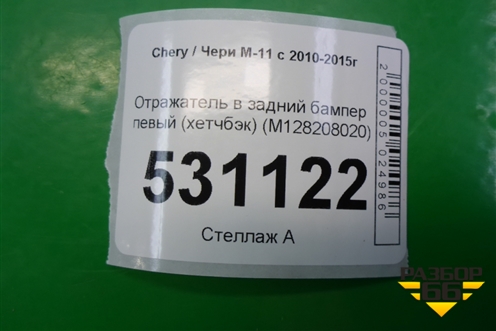 Chery / Чери М-11 с 2010-2015г
Отражатель в задний бампер
левый (хетчбэк) (M128208020)
531122
Стеллаж А
2000005024986
РАЗБОР
66